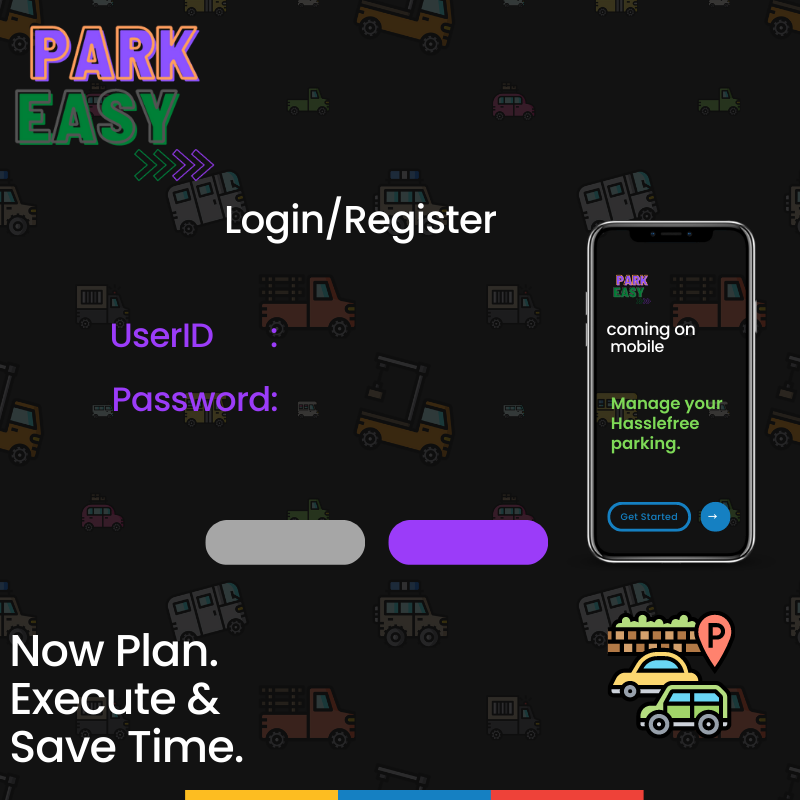 PARK
EASY
Login/Register
UserID :
Password:
PARK
EASY
coming on
mobile
Manage your
Hasslefree
parking.
Get Started
Now Plan.
Execute &
Save Time.
P